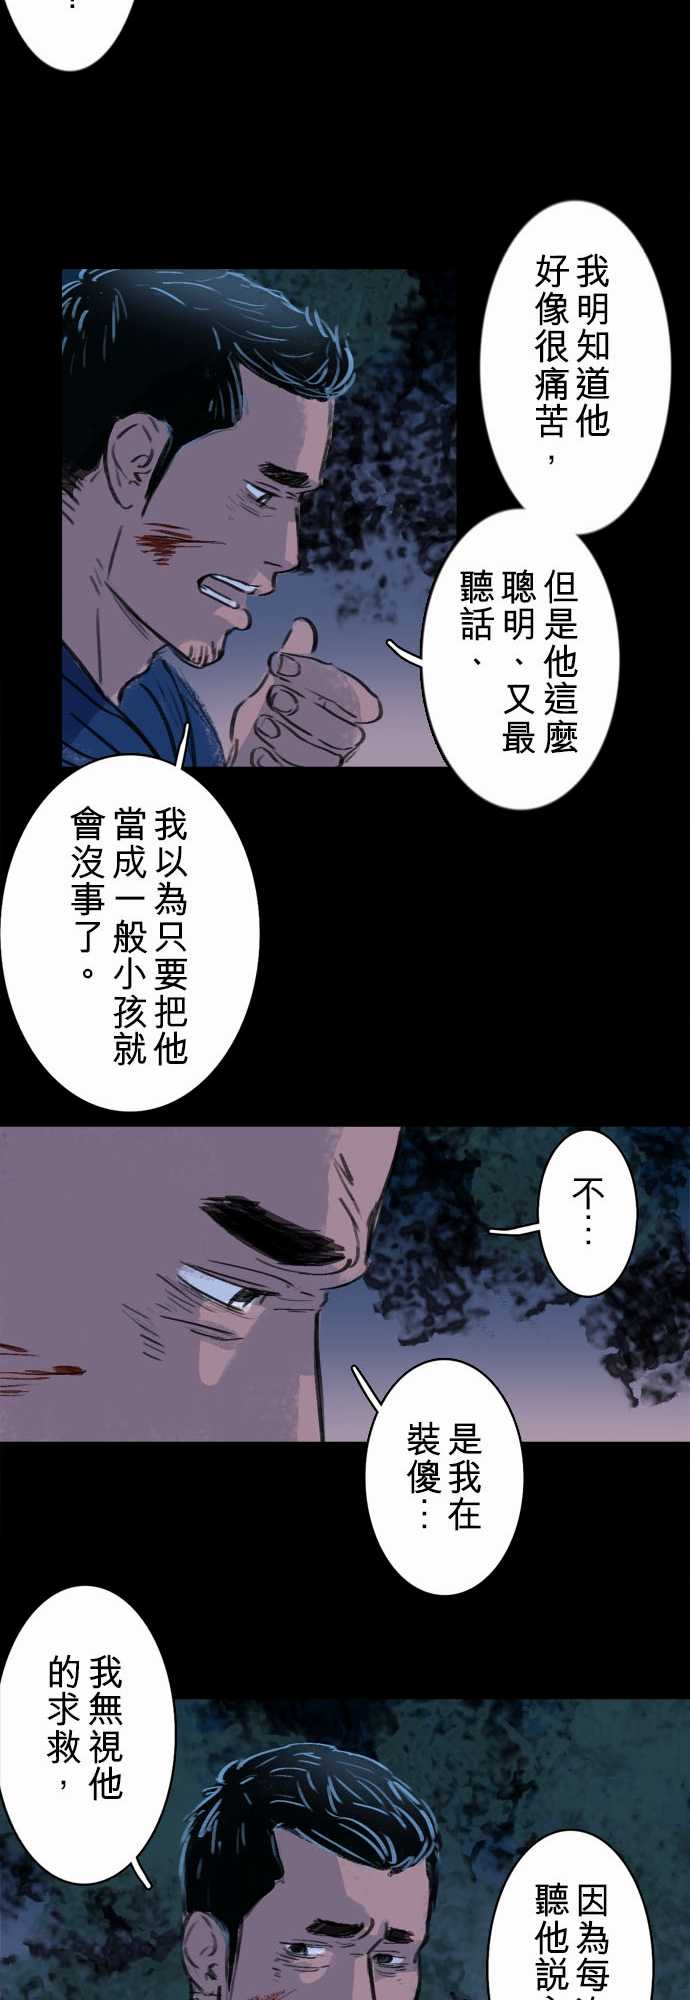 我明知道他
好像很痛苦，
但是他這麼
聰明、又最
聽話、
我以為只要把他
當成一般小孩就
會沒事了。
不…
是我在
裝傻…
我無視他
的求救，
因為每
聽他說